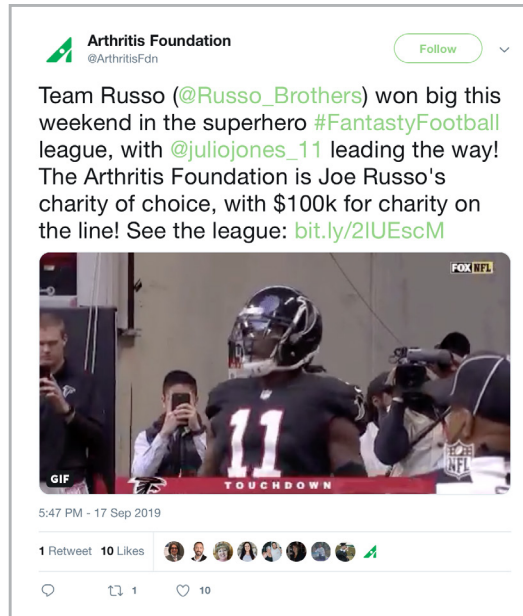 Arthritis Foundation
@ArthritisFdn
Follow
Team Russo (@Russo_Brothers) won big this
weekend in the superhero #FantastyFootball
league, with @juliojones_11 leading the way!
The Arthritis Foundation is Joe Russo's
charity of choice, with $100k for charity on
the line! See the league: bit.ly/2lUEscM
FOX NFL
11
NFL
GIF
TOUCHDOWN
5:47 PM - 17 Sep 2019
1 Retweet 10 Likes
1 10